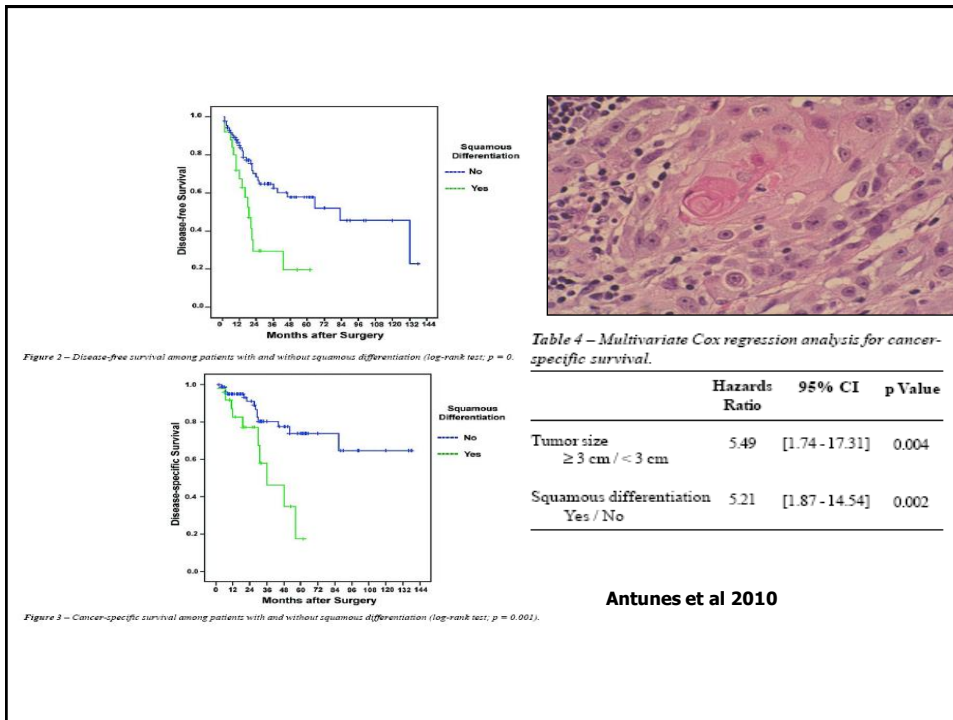 1.0
0.8
0.6
0.4
0.2
0.0
Disease-free Survival
0 12 24 36 48 60 72 84 96 108 120 132 144
Months after Surgery
Squamous
Differentiation
No
Yes
Figure 2 – Disease-free survival among patients with and without squamous differentiation (log-rank test; p = 0.
1.0
0.8
0.6
0.4
0.2
0.0
Disease-specific Survival
0 12 24 36 48 60 72 84 96 108 120 132 144
Months after Surgery
Squamous
Differentiation
No
Yes
Figure 3 – Cancer-specific survival among patients with and without squamous differentiation (log-rank test; p = 0.001).
Table 4 – Multivariate Cox regression analysis for cancer-
specific survival.
Hazards Ratio 95% CI p Value
Tumor size
≥ 3 cm / < 3 cm 5.49 [1.74 - 17.31] 0.004
Squamous differentiation
Yes / No 5.21 [1.87 - 14.54] 0.002
Antunes et al 2010